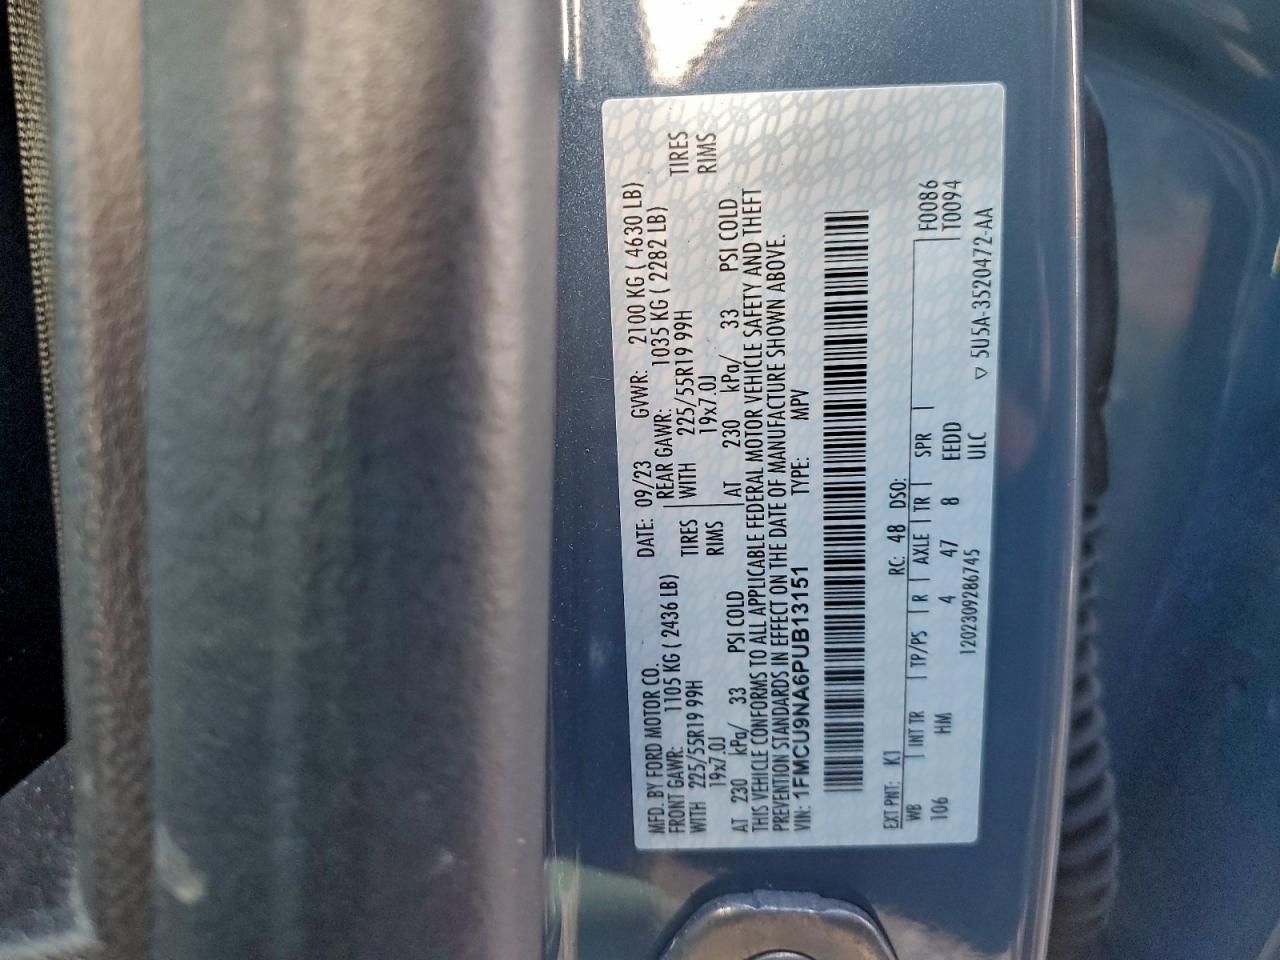 MFD. BY FORD MOTOR CO.
DATE: 09/23 GVWR: 2100 KG ( 4630 LB)
FRONT GAWR: 1105 KG ( 2436 LB) REAR GAWR: 1035 KG ( 2282 LB)
WITH 225/55R19 99H TIRES WITH 225/55R19 99H TIRES
19x7.0J RIMS 19x7.0J RIMS
AT 230 kPa/ 33 PSI COLD AT 230 kPa/ 33 PSI COLD
THIS VEHICLE CONFORMS TO ALL APPLICABLE FEDERAL MOTOR VEHICLE SAFETY AND THEFT
PREVENTION STANDARDS IN EFFECT ON THE DATE OF MANUFACTURE SHOWN ABOVE.
VIN: 1FMCU9NA6PUB13151 TYPE: MPV
EXT PNT: K1 RC: 48 DSO:
WB INT TR TP/PS R AXLE TR SPR F0086
106 HM 4 47 8 EEDD T0094
1202309286745 ULC ▽ 5U5A-3520472-AA